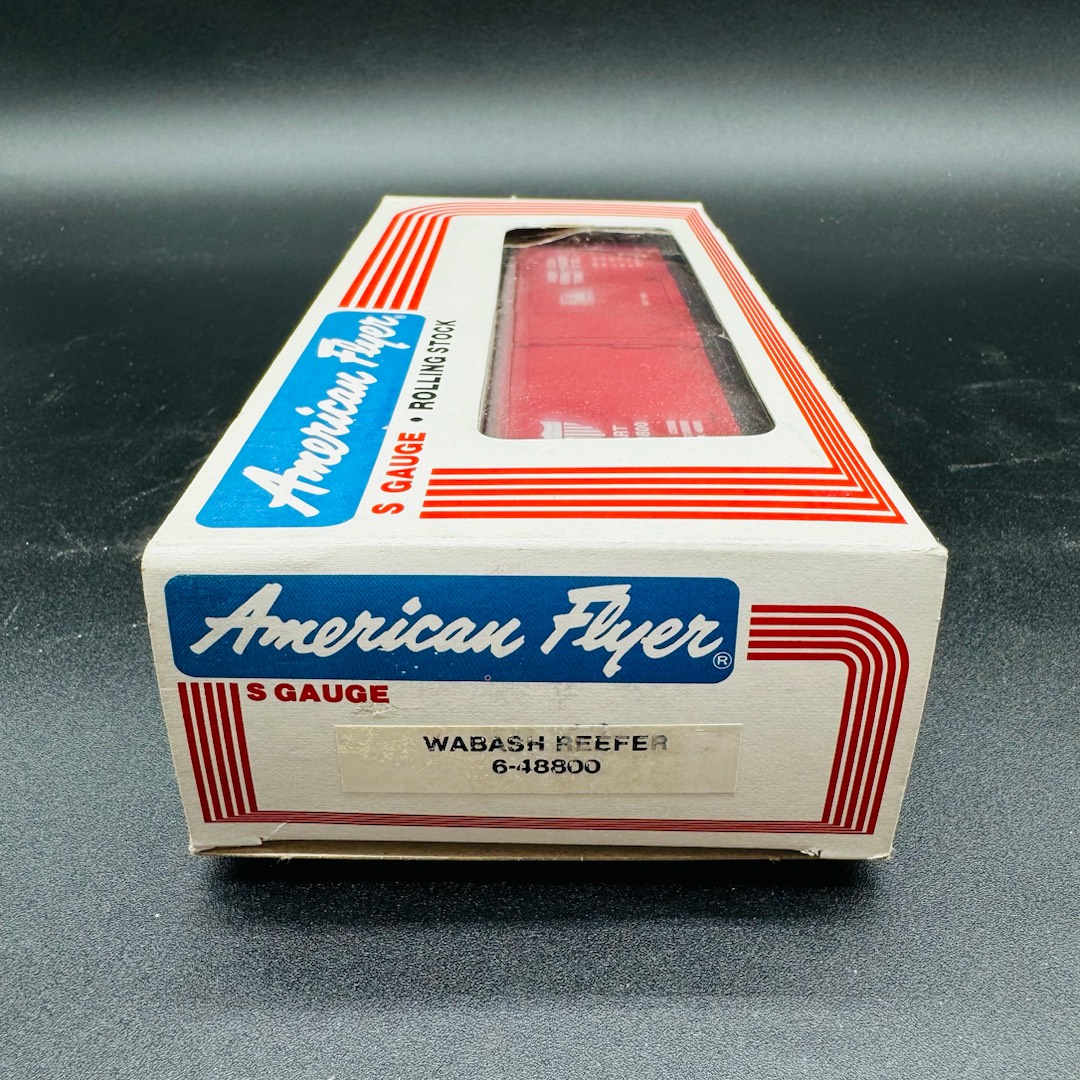 American Flyer®
S GAUGE • ROLLING STOCK
American Flyer®
S GAUGE
WABASH REEFER
6-48800